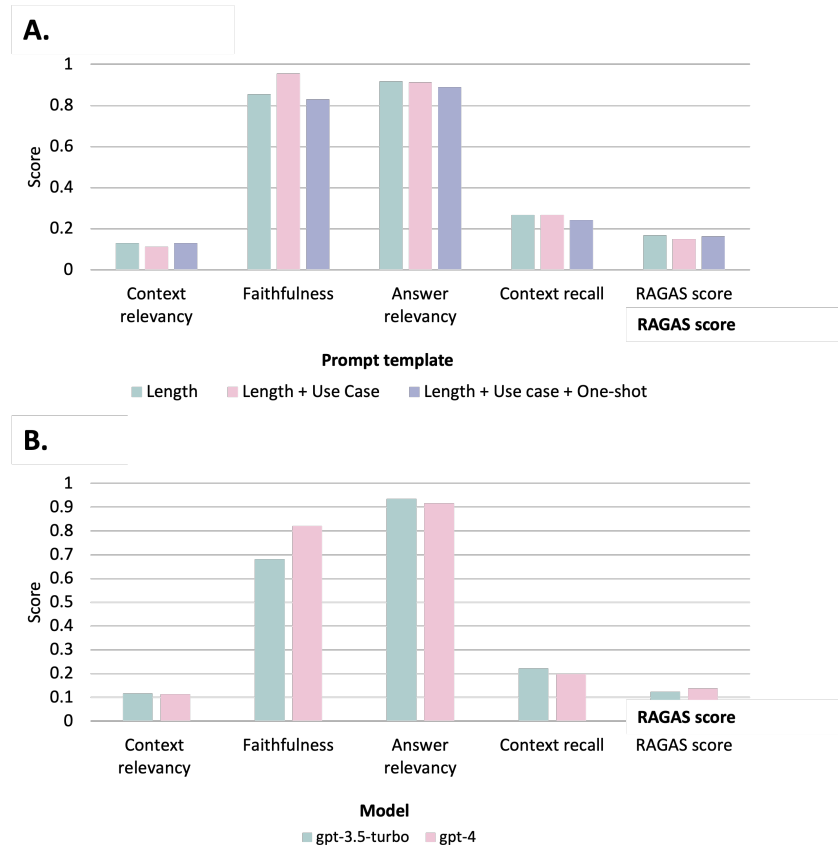 A.
1
0.8
0.6
0.4
0.2
0
Score
Context relevancy
Faithfulness
Answer relevancy
Context recall
RAGAS score
RAGAS score
Prompt template
Length
Length + Use Case
Length + Use case + One-shot
B.
1
0.9
0.8
0.7
0.6
0.5
0.4
0.3
0.2
0.1
0
Score
RAGAS score
Context relevancy
Faithfulness
Answer relevancy
Context recall
RAGAS score
Model
gpt-3.5-turbo
gpt-4